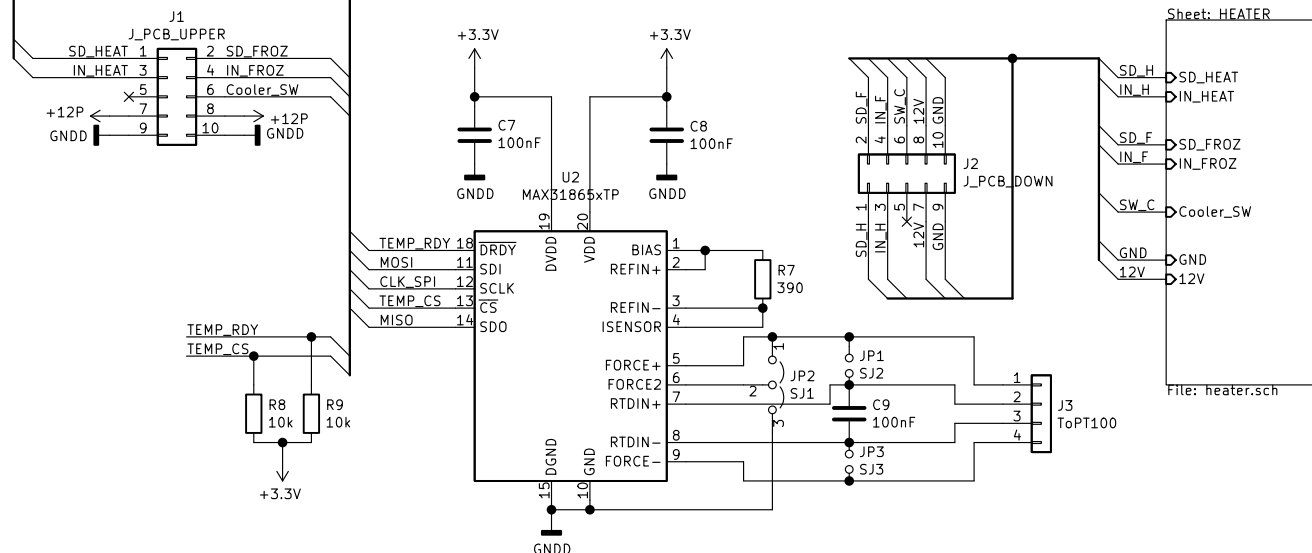 Sheet: HEATER
J1
J_PCB_UPPER
SD_HEAT 1 2 SD_FROZ
IN_HEAT 3 4 IN_FROZ
5 6 Cooler_SW
+12P 7 8 +12P
GNDD 9 10 GNDD
+3.3V
+3.3V
C7
100nF
C8
100nF
GNDD
GNDD
U2
MAX31865xTP
19
20
DVDD
VDD
TEMP_RDY 18 DRDY
MOSI 11 SDI
CLK_SPI 12 SCLK
TEMP_CS 13 CS
MISO 14 SDO
BIAS 1
REFIN+ 2
REFIN- 3
ISENSOR 4
FORCE+ 5
FORCE2 6
RTDIN+ 7
RTDIN- 8
FORCE- 9
DGND
GND
15
10
GNDD
R7
390
TEMP_RDY
TEMP_CS
R8
10k
R9
10k
+3.3V
1
2
3
JP2
SJ1
JP1
SJ2
C9
100nF
JP3
SJ3
1
2
3
4
J3
ToPT100
2 SD_F
4 IN_F
6 SW_C
8 12V
10 GND
J2
J_PCB_DOWN
SD_H 1
IN_H 3
5
12V 7
GND 9
SD_H SD_HEAT
IN_H IN_HEAT
SD_F SD_FROZ
IN_F IN_FROZ
SW_C Cooler_SW
GND GND
12V 12V
File: heater.sch